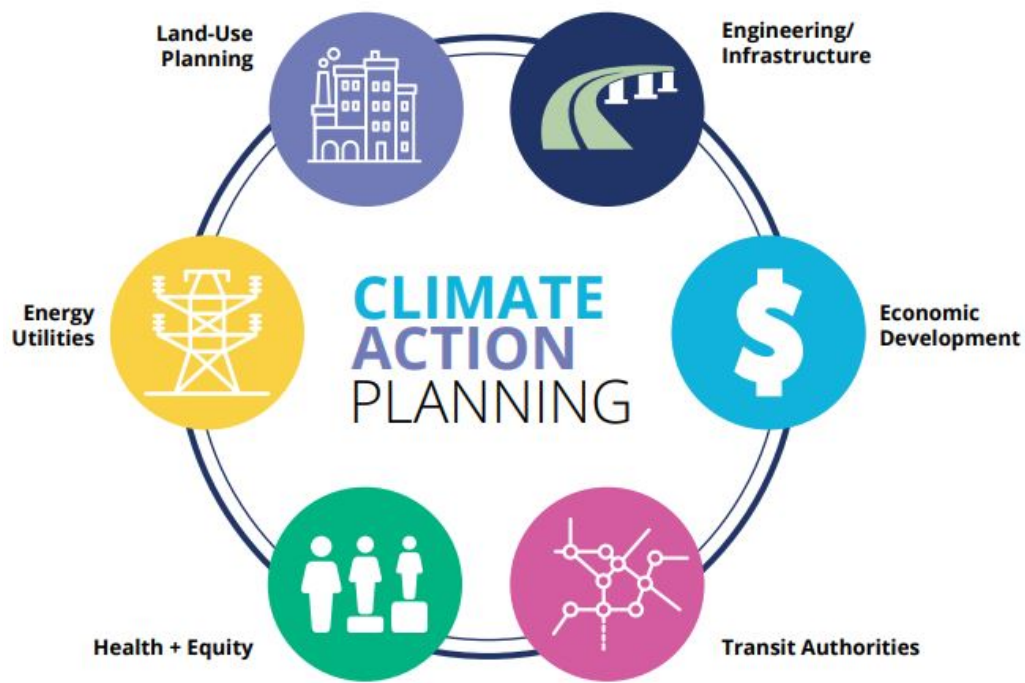 Land-Use
Planning
Engineering/
Infrastructure
Energy
Utilities
CLIMATE
ACTION
PLANNING
$
Economic
Development
Health + Equity
Transit Authorities